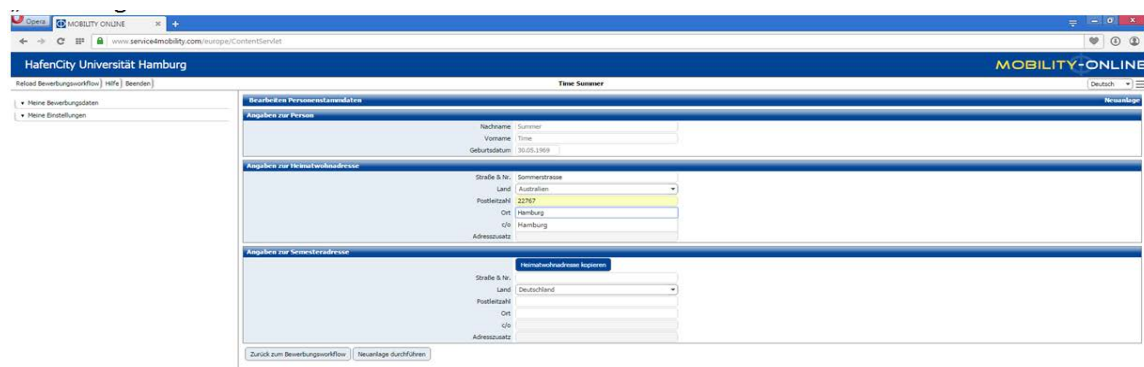 Opera MOBILITY ONLINE
www.service4mobility.com/europe/ContentServlet
HafenCity Universität Hamburg MOBILITY-ONLINE
Reload Bewerbungsworkflow Hilfe Beenden Time Summer Deutsch
Meine Bewerbungsdaten
Meine Einstellungen
Bearbeiten Personenstammdaten Neuanlage
Angaben zur Person
Nachname Summer
Vorname Time
Geburtsdatum 30.05.1989
Angaben zur Heimatwohnadresse
Straße & Nr. Sommerstrasse
Land Australien
Postleitzahl 22767
Ort Hamburg
c/o Hamburg
Adresszusatz
Angaben zur Semesteradresse
Heimatwohnadresse kopieren
Straße & Nr.
Land Deutschland
Postleitzahl
Ort
c/o
Adresszusatz
Zurück zum Bewerbungsworkflow Neuanlage durchführen